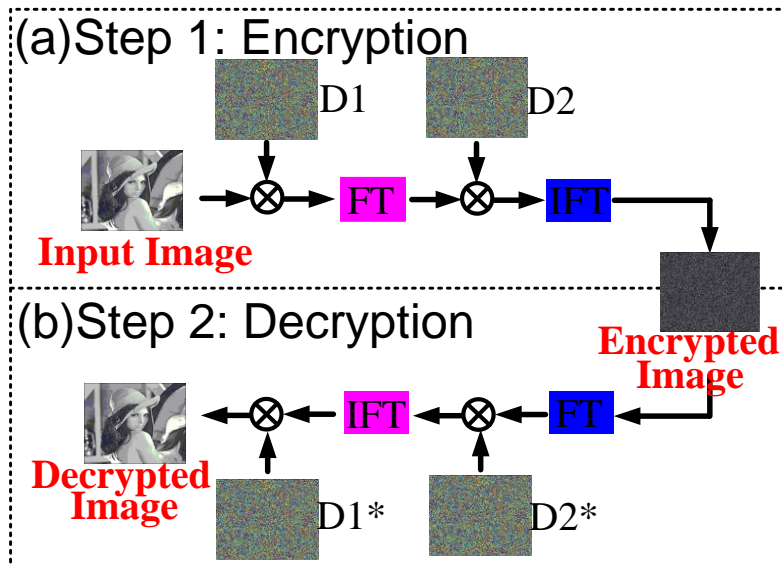 (a)Step 1: Encryption
D1
D2
FT
IFT
Input Image
(b)Step 2: Decryption
Encrypted
Image
IFT
FT
Decrypted
Image
D1*
D2*